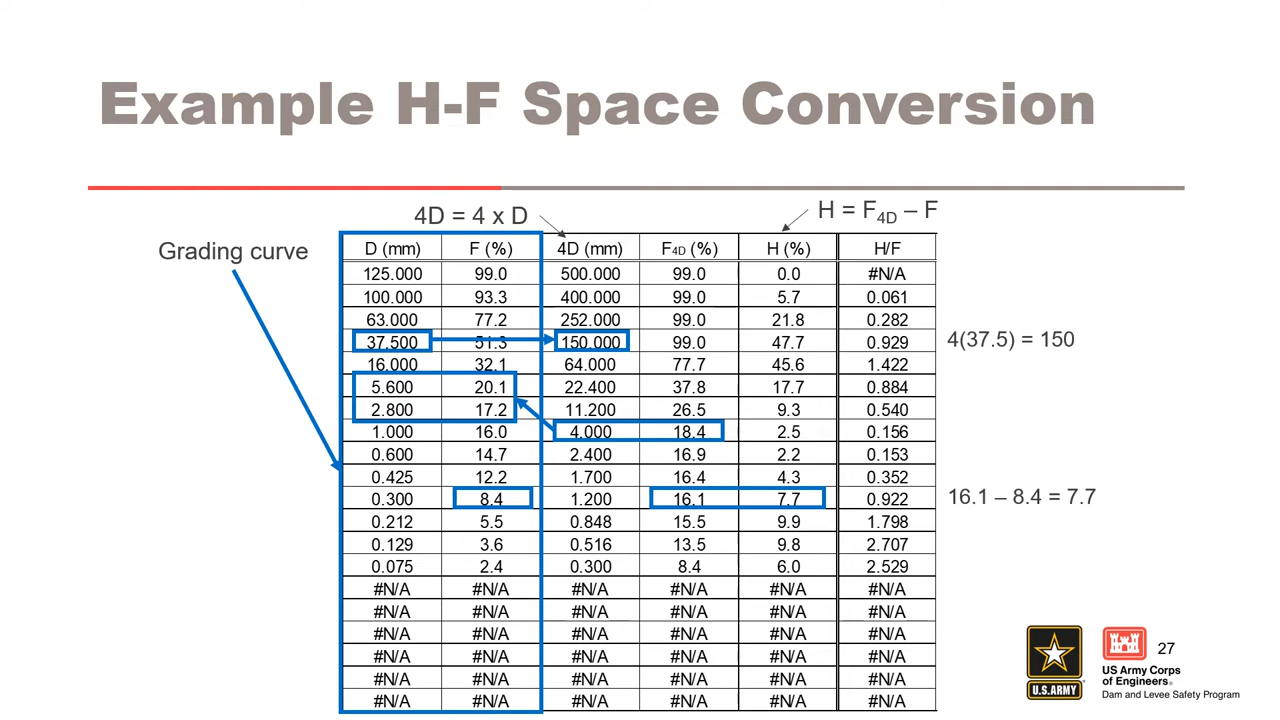 Example H-F Space Conversion
4D = 4 x D
H = F4D – F
Grading curve
D (mm) F (%) 4D (mm) F4D (%) H (%) H/F
125.000 99.0 500.000 99.0 0.0 #N/A
100.000 93.3 400.000 99.0 5.7 0.061
63.000 77.2 252.000 99.0 21.8 0.282
37.500 51.3 150.000 99.0 47.7 0.929
4(37.5) = 150
16.000 32.1 64.000 77.7 45.6 1.422
5.600 20.1 22.400 37.8 17.7 0.884
2.800 17.2 11.200 26.5 9.3 0.540
1.000 16.0 4.000 18.4 2.5 0.156
0.600 14.7 2.400 16.9 2.2 0.153
0.425 12.2 1.700 16.4 4.3 0.352
0.300 8.4 1.200 16.1 7.7 0.922
16.1 – 8.4 = 7.7
0.212 5.5 0.848 15.5 9.9 1.798
0.129 3.6 0.516 13.5 9.8 2.707
0.075 2.4 0.300 8.4 6.0 2.529
#N/A #N/A #N/A #N/A #N/A #N/A
#N/A #N/A #N/A #N/A #N/A #N/A
#N/A #N/A #N/A #N/A #N/A #N/A
#N/A #N/A #N/A #N/A #N/A #N/A
#N/A #N/A #N/A #N/A #N/A #N/A
#N/A #N/A #N/A #N/A #N/A #N/A
27
U.S.ARMY
US Army Corps
of Engineers®
Dam and Levee Safety Program